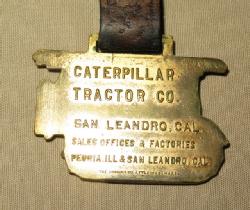 CATERPILLAR
TRACTOR CO.
SAN LEANDRO, CAL.
SALES OFFICES & FACTORIES
PEORIA, ILL & SAN LEANDRO, CAL.